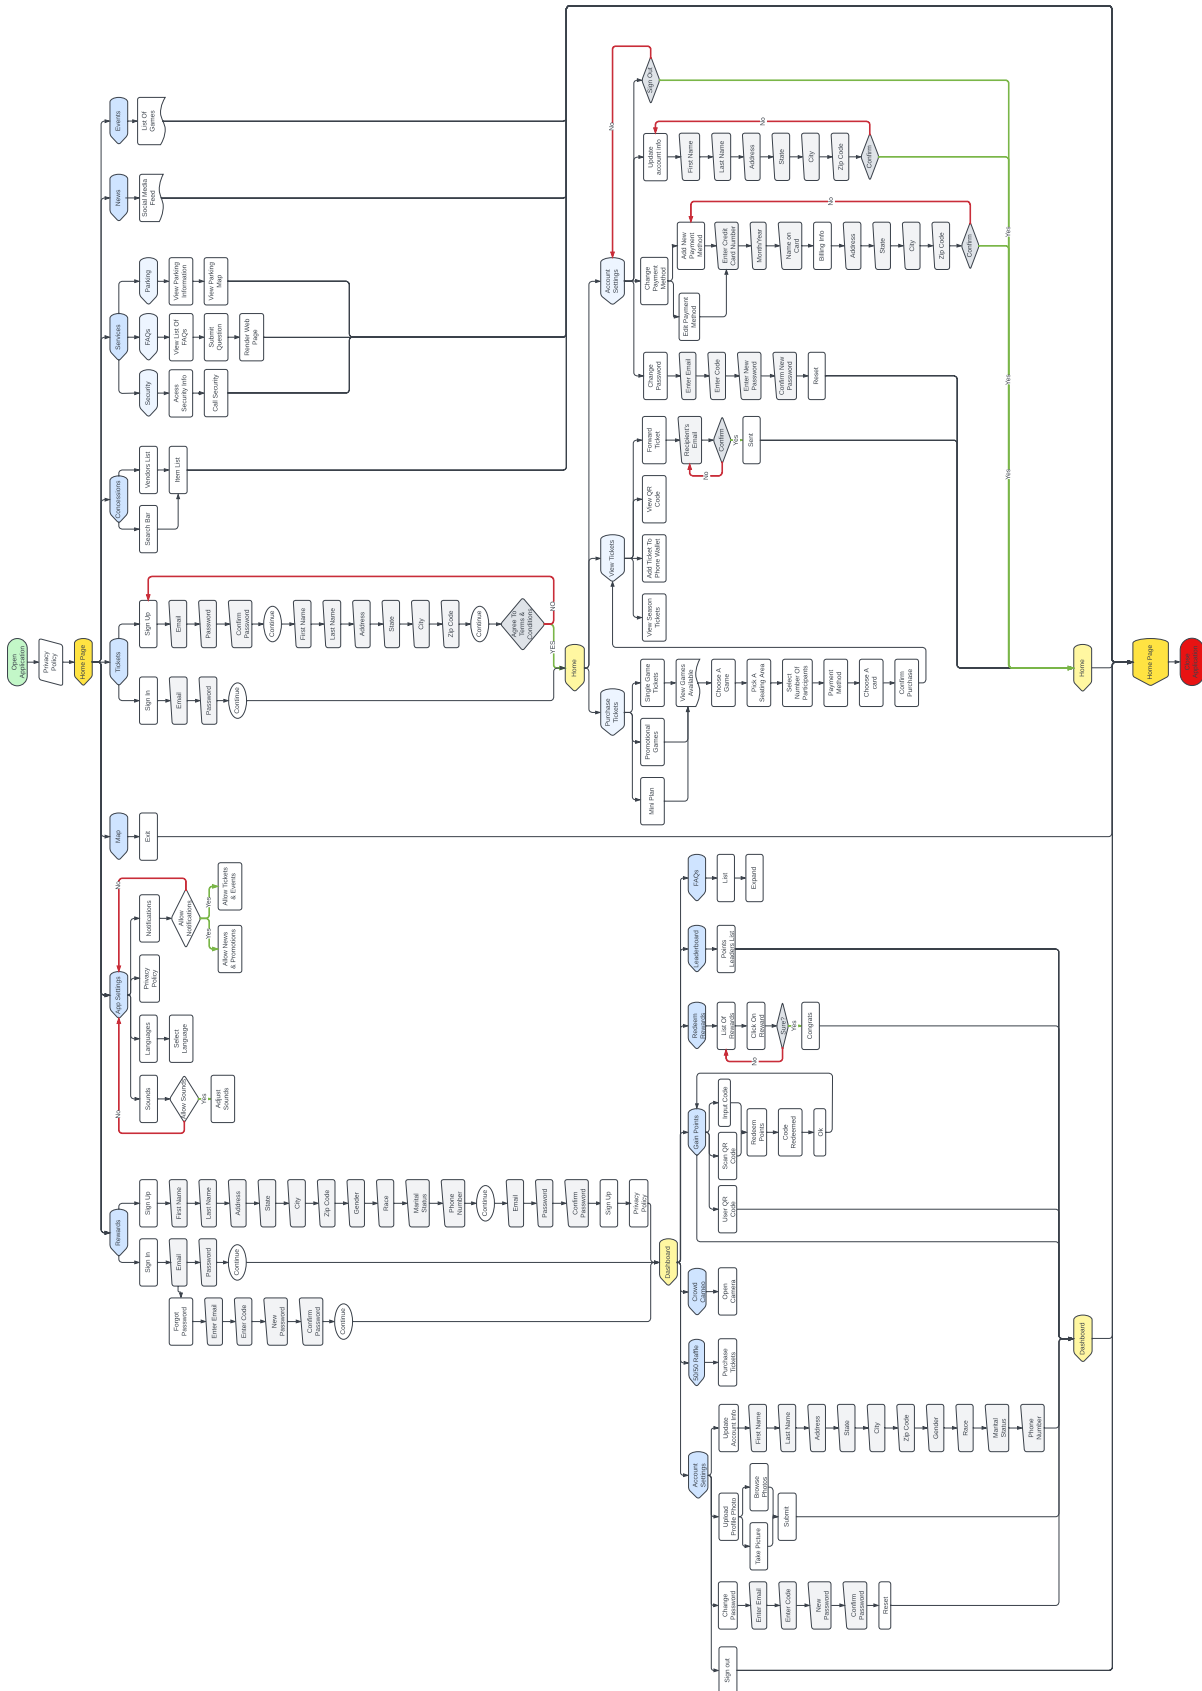 Open
Application
Privacy
Policy
Home Page
Events
List Of
Games
News
Social Media
Feed
Services
Parking
View Parking
Information
View Parking
Map
FAQs
View List Of
FAQs
Submit
Question
Render Web
Page
Security
Acess
Security Info
Call Security
Concessions
Vendors List
Item List
Search Bar
Tickets
Sign Up
Email
Password
Confirm
Password
Continue
First Name
Last Name
Address
State
City
Zip Code
Continue
Agree To
Terms &
Conditions
NO
YES
Sign In
Email
Password
Continue
Home
Account
Settings
Sign Out
No
Yes
Update
account info
First Name
Last Name
Address
State
City
Zip Code
Confirm
No
Yes
Change
Payment
Method
Add New
Payment
Method
Enter Credit
Card Number
Month/Year
Name on
Card
Billing Info
Address
State
City
Zip Code
Confirm
No
Yes
Edit Payment
Method
Change
Password
Enter Email
Enter Code
Enter New
Password
Confirm New
Password
Reset
View Tickets
Forward
Ticket
Recipient's
Email
Confirm
No
Yes
Sent
View QR
Code
Add Ticket To
Phone Wallet
View Season
Tickets
Purchase
Tickets
Single Game
Tickets
View Games
Available
Choose A
Game
Pick A
Seating Area
Select
Number Of
Participants
Payment
Method
Choose A
card
Confirm
Purchase
Promotional
Games
Mini Plan
Home
Home Page
Map
Exit
App Settings
Notifications
Allow
Notifications
No
Yes
Allow Tickets
& Events
Yes
Allow News
& Promotions
Privacy
Policy
Languages
Select
Language
Sounds
Allow Sounds
No
Yes
Adjust
Sounds
Rewards
Sign Up
First Name
Last Name
Address
State
City
Zip Code
Gender
Race
Marital
Status
Phone
Number
Continue
Email
Password
Confirm
Password
Sign Up
Privacy
Policy
Sign In
Email
Password
Continue
Forgot
Password
Enter Email
Enter Code
New
Password
Confirm
Password
Continue
Dashboard
FAQs
List
Expand
Leaderboard
Points
Leaders List
Redeem
Rewards
List Of
Rewards
Click On
Reward
Sure?
No
Yes
Congrats
Gain Points
Input Code
Scan QR
Code
Redeem
Points
Code
Redeemed
Ok
User QR
Code
Crowd
Cameo
Open
Camera
50/50 Raffle
Purchase
Tickets
Account
Settings
Update
Account Info
First Name
Last Name
Address
State
City
Zip Code
Gender
Race
Marital
Status
Phone
Number
Upload
Profile Photo
Browse
Photos
Take Picture
Submit
Change
Password
Enter Email
Enter Code
New
Password
Confirm
Password
Reset
Sign out
Dashboard